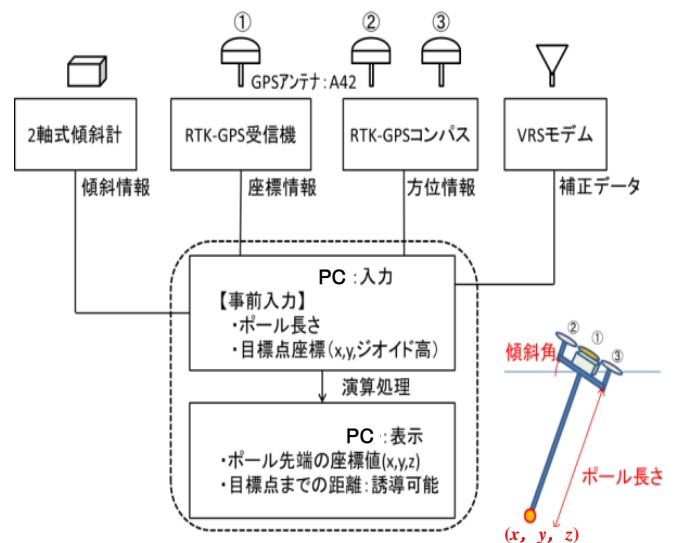 ①
②
③
GPSアンテナ：A42
2軸式傾斜計
RTK-GPS受信機
RTK-GPSコンパス
VRSモデム
傾斜情報
座標情報
方位情報
補正データ
PC：入力
【事前入力】
・ポール長さ
・目標点座標（x,y,ジオイド高）
演算処理
PC：表示
・ポール先端の座標値(x,y,z)
・目標点までの距離：誘導可能
②
①
③
傾斜角
ポール長さ
(x, y, z)